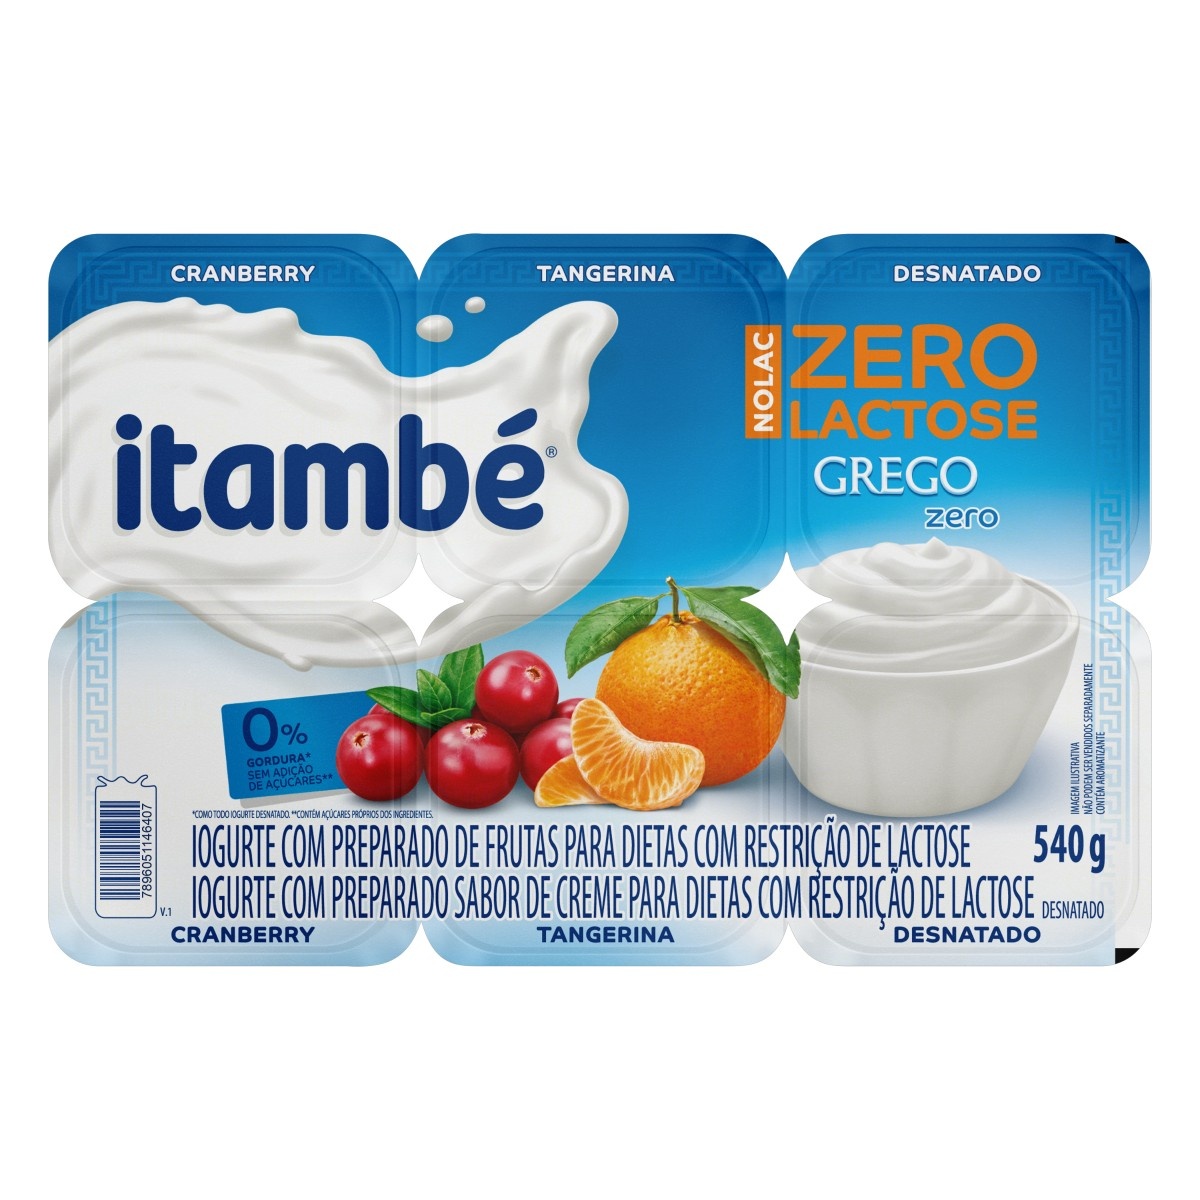 CRANBERRY
TANGERINA
DESNATADO
itambé®
NOLAC
ZERO
LACTOSE
GREGO
zero
0%
GORDURA*
SEM ADIÇÃO
DE AÇÚCARES**
*COMO TODO IOGURTE DESNATADO. **CONTÉM AÇÚCARES PRÓPRIOS DOS INGREDIENTES.
IMAGEM ILUSTRATIVA
NÃO PODEM SER VENDIDOS SEPARADAMENTE
CONTÉM AROMATIZANTE
IOGURTE COM PREPARADO DE FRUTAS PARA DIETAS COM RESTRIÇÃO DE LACTOSE
540 g
IOGURTE COM PREPARADO SABOR DE CREME PARA DIETAS COM RESTRIÇÃO DE LACTOSE DESNATADO
7896051146407
V.1
CRANBERRY
TANGERINA
DESNATADO